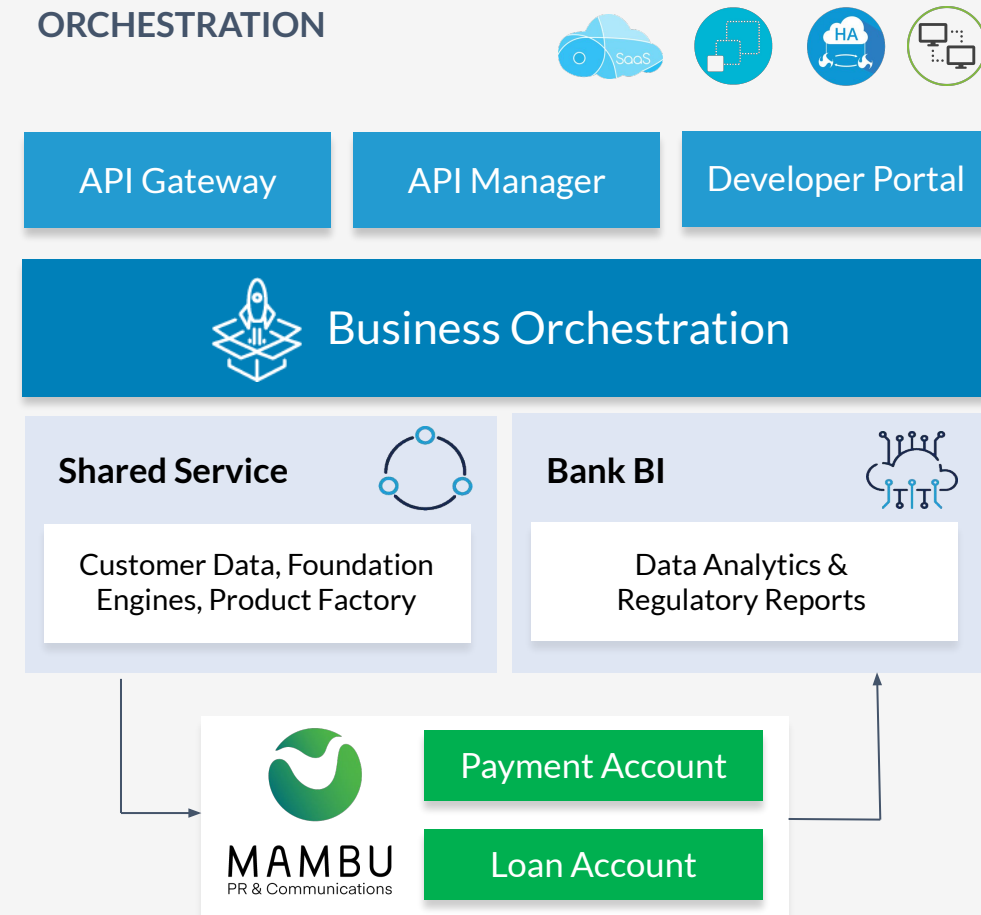 ORCHESTRATION
SaaS
HA
API Gateway
API Manager
Developer Portal
Business Orchestration
Shared Service
Bank BI
Customer Data, Foundation
Engines, Product Factory
Data Analytics &
Regulatory Reports
Payment Account
MAMBU
PR & Communications
Loan Account